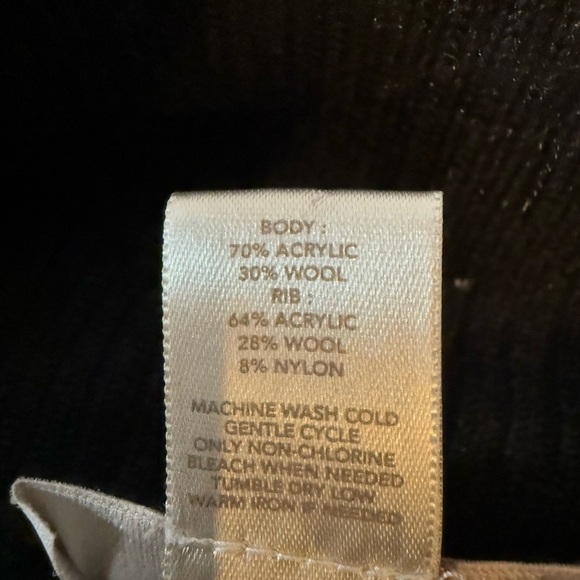 BODY :
70% ACRYLIC
30% WOOL
RIB :
64% ACRYLIC
28% WOOL
8% NYLON
MACHINE WASH COLD
GENTLE CYCLE
ONLY NON-CHLORINE
BLEACH WHEN NEEDED
TUMBLE DRY LOW
WARM IRON IF NEEDED